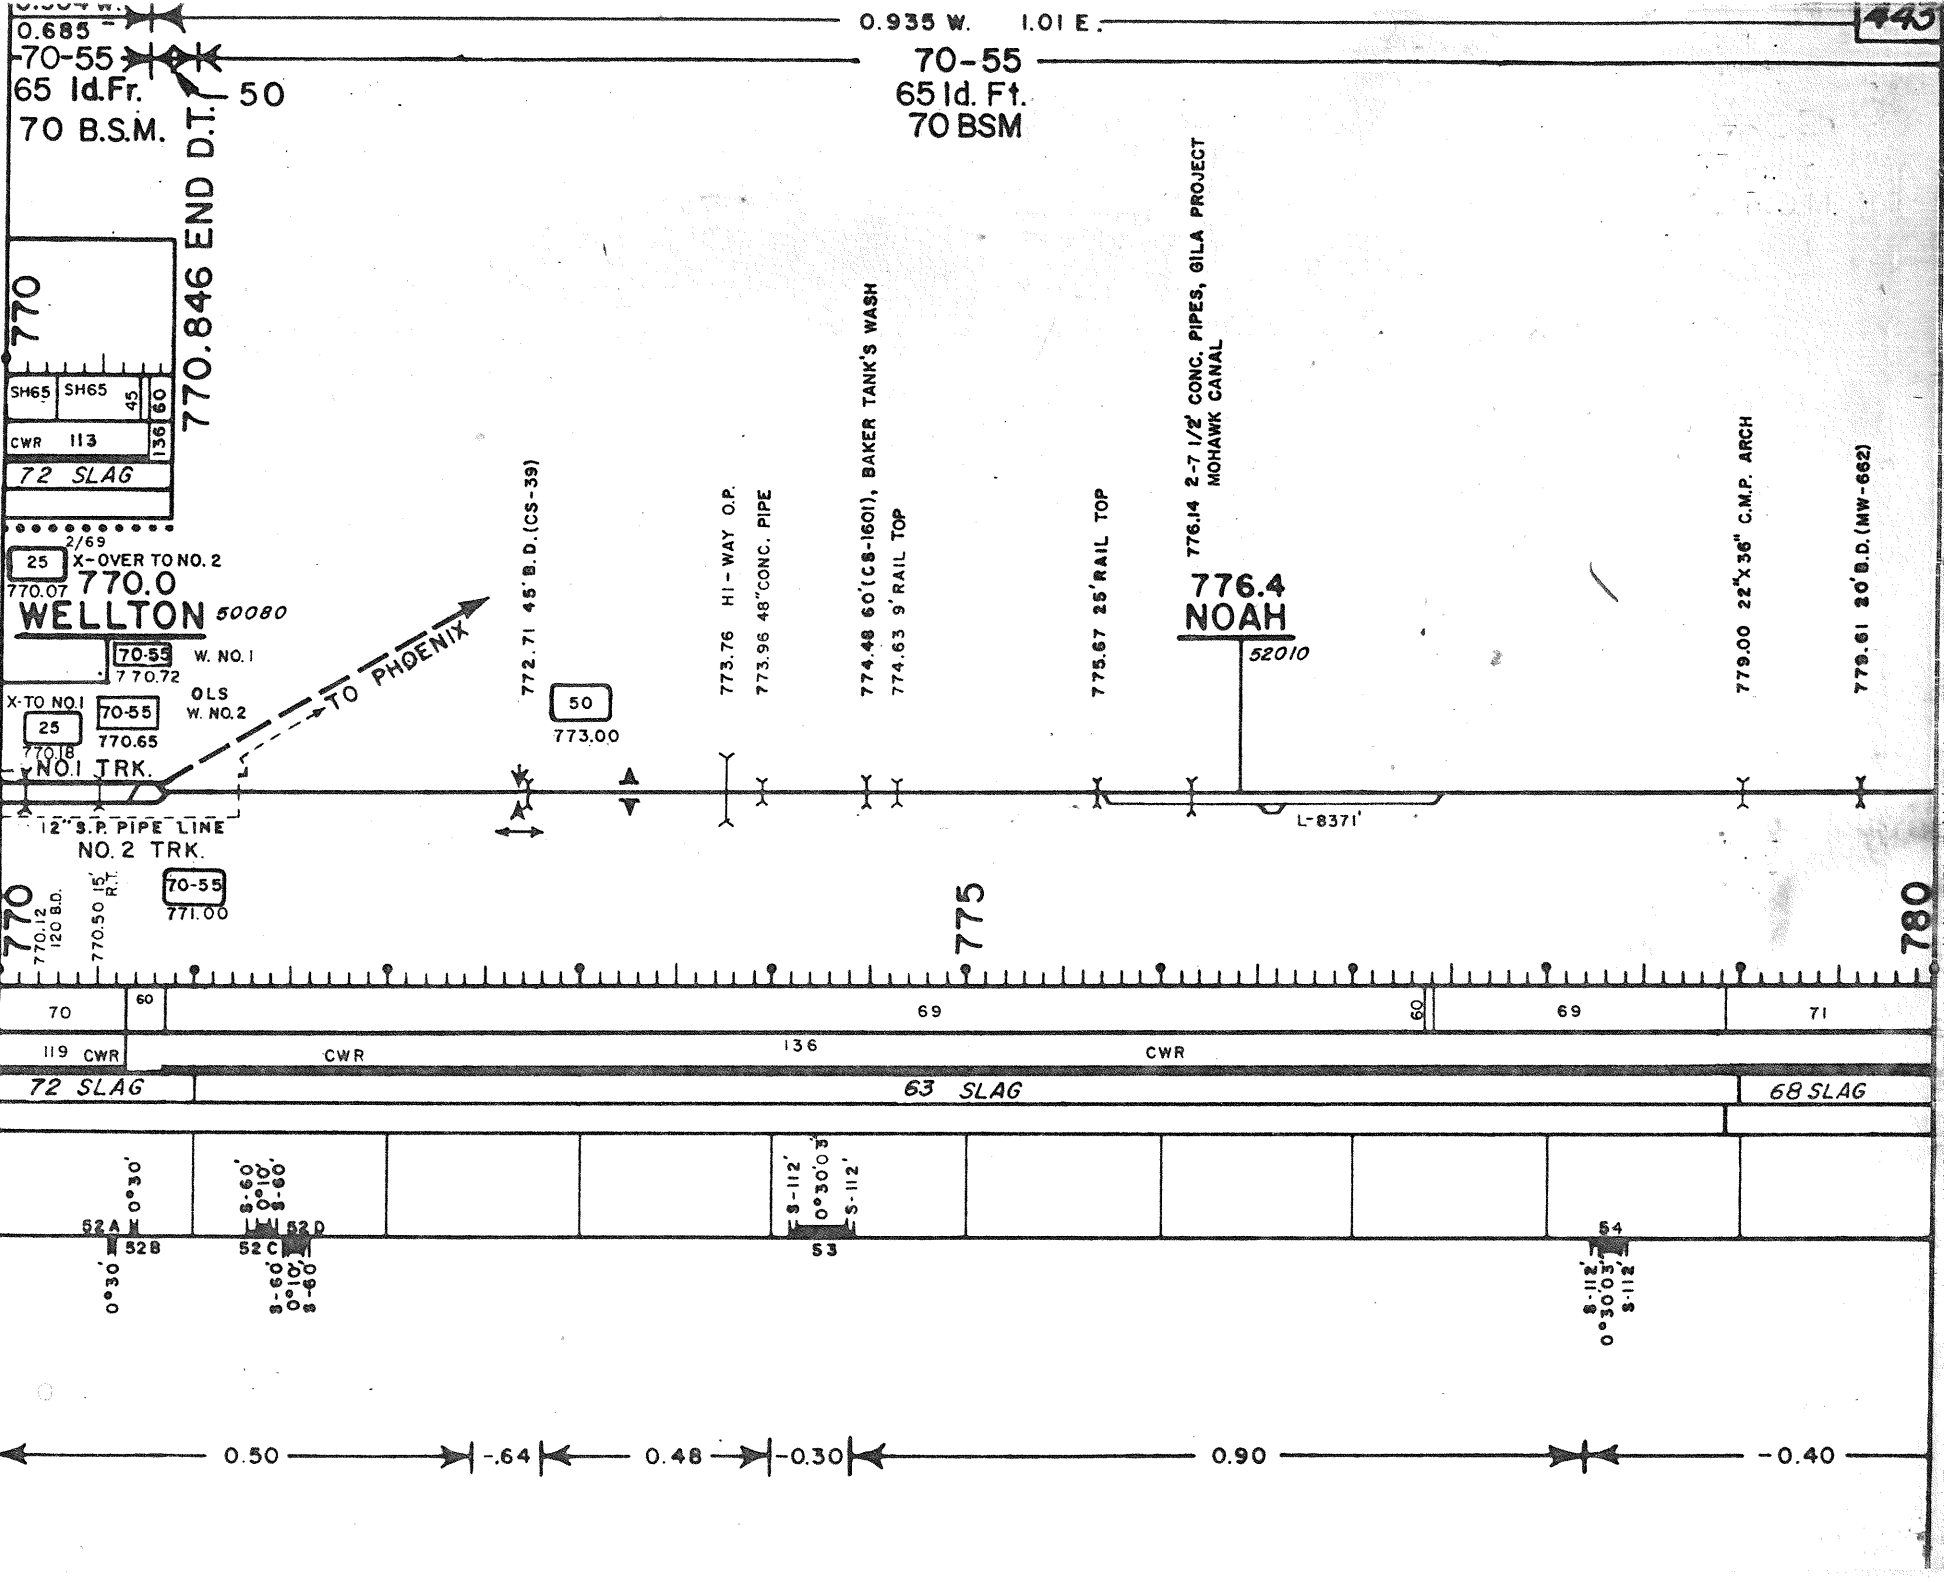 0.685
0.935 W. 1.01 E.
443
70-55
65 ld.Fr.
70 B.S.M.
50
70-55
65 ld. Ft.
70 BSM
770.846 END D.T.
770
SH65 SH65 45 60
CWR 113 136
72 SLAG
2/69
25 X-OVER TO NO. 2
770.07 770.0
WELLTON 50080
70-55 W. NO. 1
770.72
X-TO NO.1 OLS
70-55 W. NO. 2
25
770.65
770.18
NO.1 TRK.
TO PHOENIX
12" S.P. PIPE LINE
NO. 2 TRK.
70-55
771.00
772.71 45' B.D. (CS-39)
50
773.00
773.76 HI-WAY O.P.
773.96 48" CONC. PIPE
774.48 60' (CS-1601), BAKER TANK'S WASH
774.63 9' RAIL TOP
775.67 25' RAIL TOP
776.14 2-7 1/2' CONC. PIPES, GILA PROJECT
MOHAWK CANAL
776.4
NOAH
52010
L-8371'
779.00 22"X36" C.M.P. ARCH
779.61 20' B.D. (MW-662)
770
770.12
120 B.D.
770.50 15'
R.T.
775
780
70 60 69 60 69 71
119 CWR CWR 136 CWR
72 SLAG 63 SLAG 68 SLAG
0°30' S-60' 0°10' S-60' S-112' 0°30'03" S-112'
52A 52D 54
52B 52C 53
0°30' S-60' 0°10' S-60' S-112' 0°30'03" S-112'
0.50 -.64 0.48 -0.30 0.90 -0.40